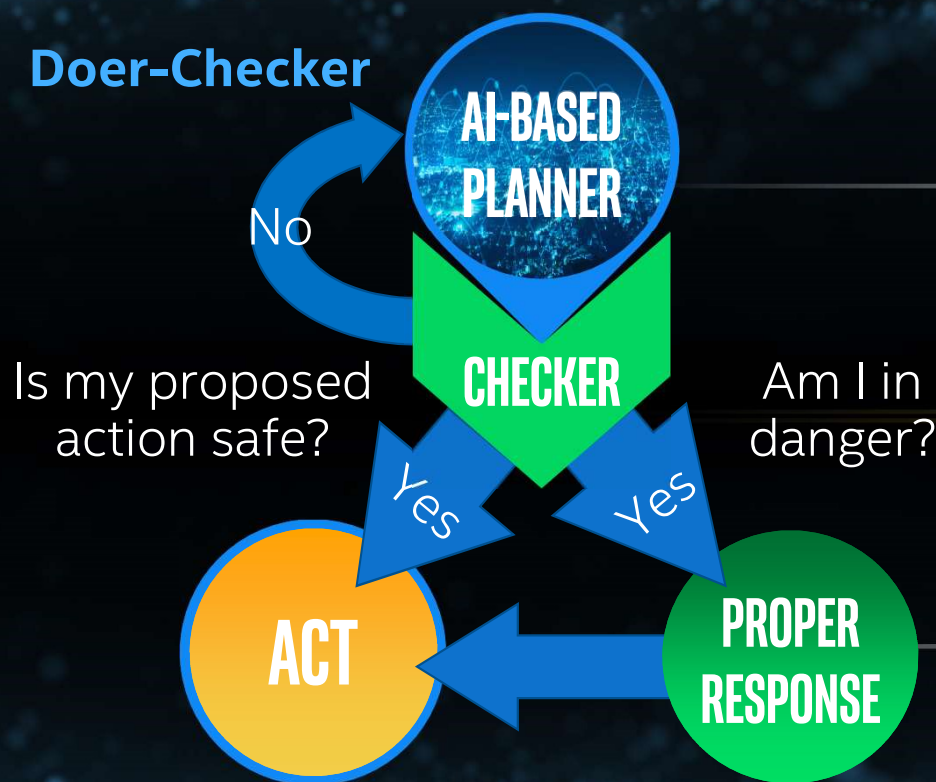 Doer-Checker
AI-BASED
PLANNER
No
Is my proposed
action safe?
CHECKER
Am I in
danger?
Yes
Yes
ACT
PROPER
RESPONSE